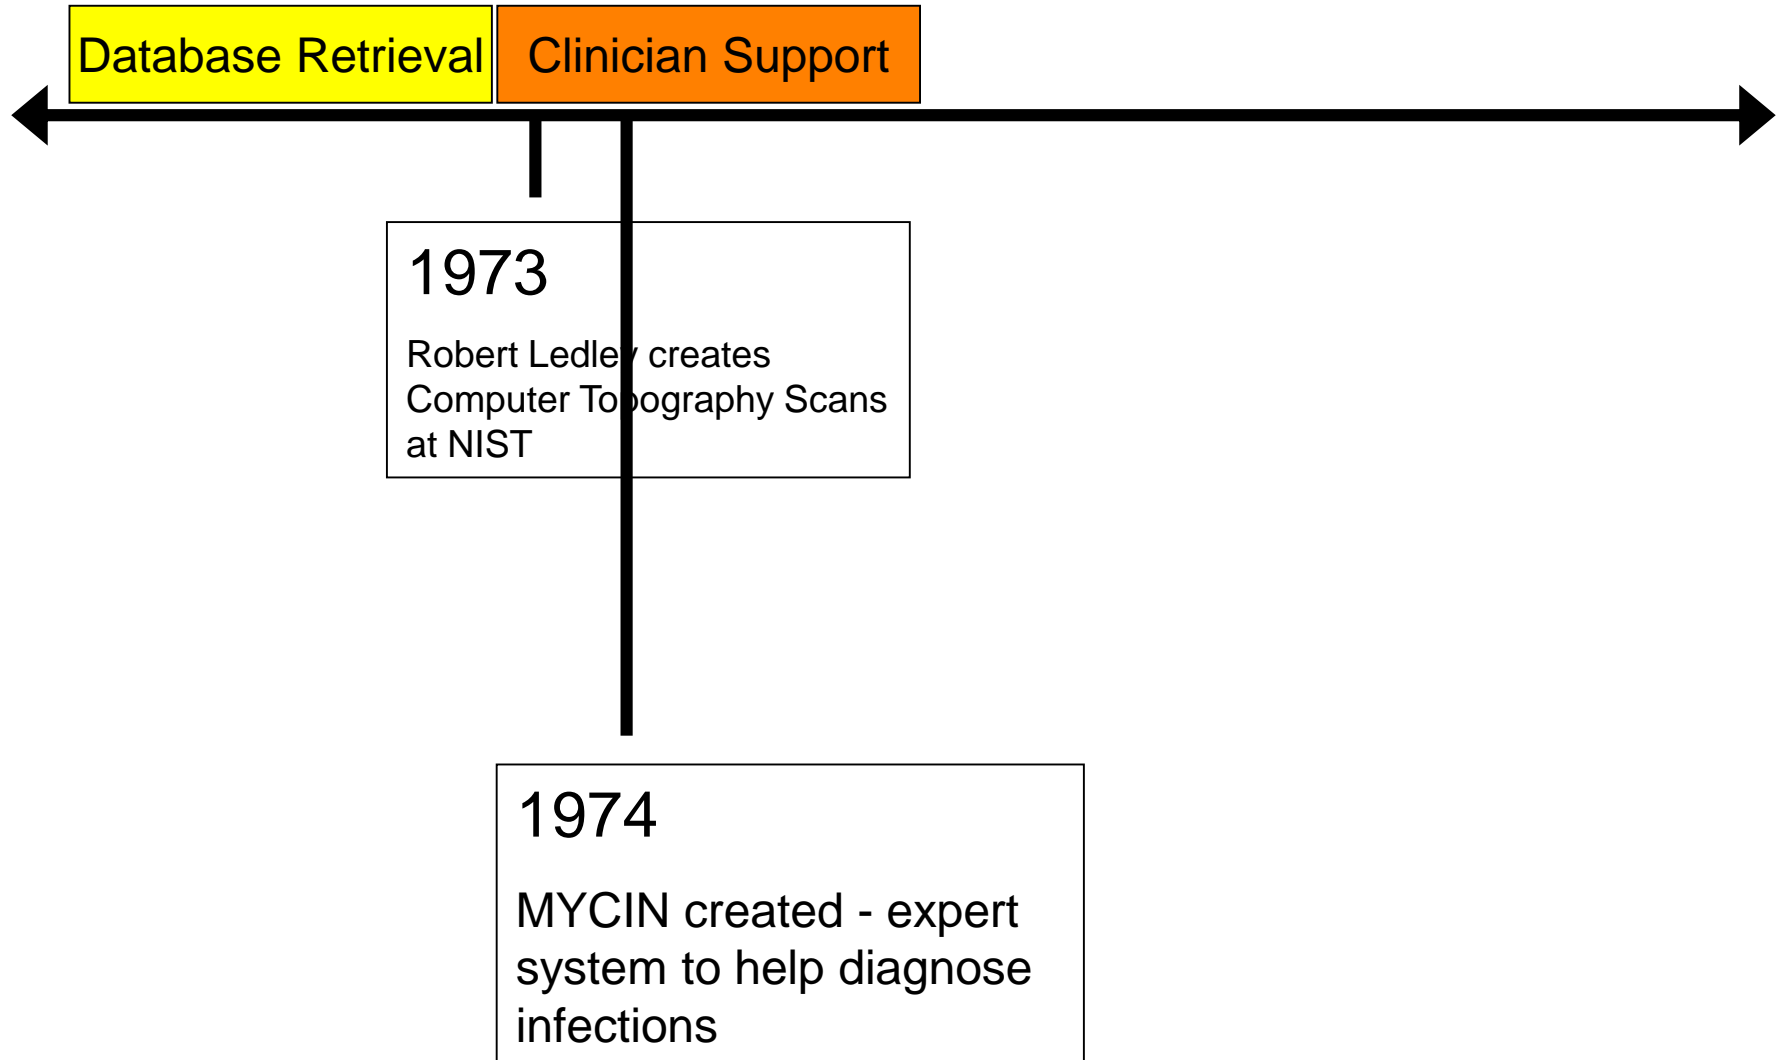 Database Retrieval
Clinician Support
1973
Robert Ledley creates
Computer Topography Scans
at NIST
1974
MYCIN created - expert
system to help diagnose
infections